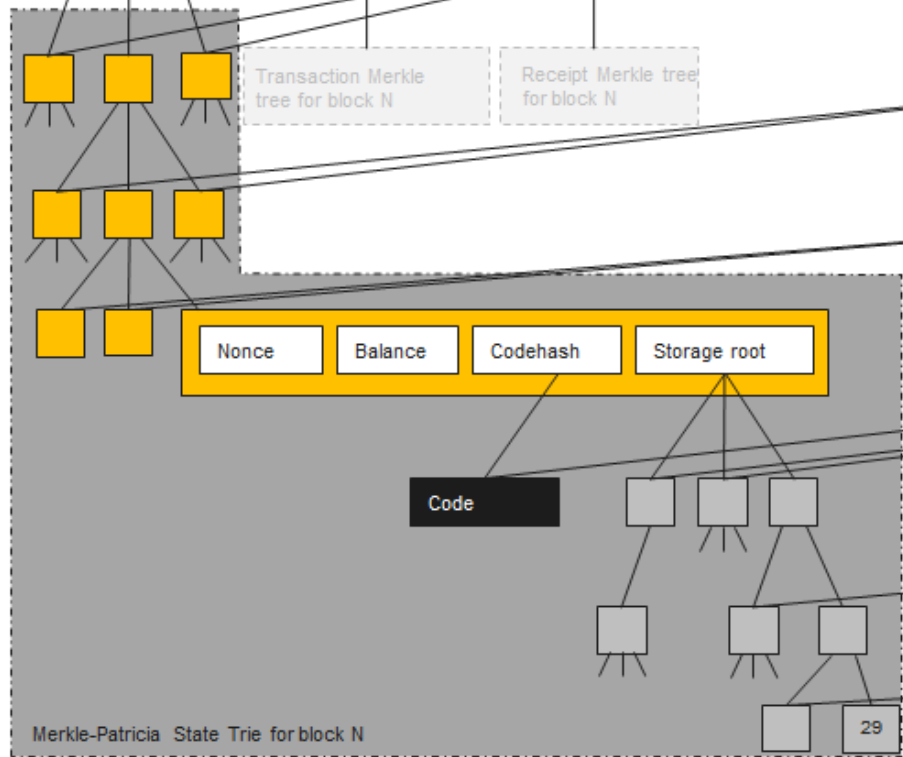 Transaction Merkle
tree for block N
Receipt Merkle tree
for block N
Nonce
Balance
Codehash
Storage root
Code
29
Merkle-Patricia State Trie for block N